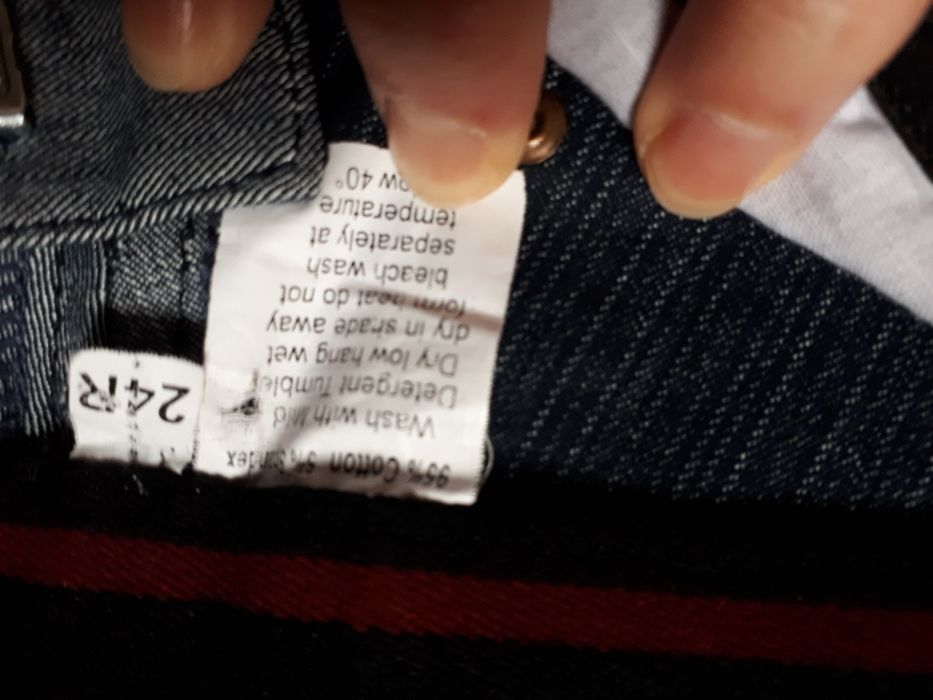 95% Cotton 5% Spandex
Wash with Mild
Detergent Tumble
Dry low hang wet
dry in shade away
form heat do not
bleach wash
separately at
temperature
40°
24R